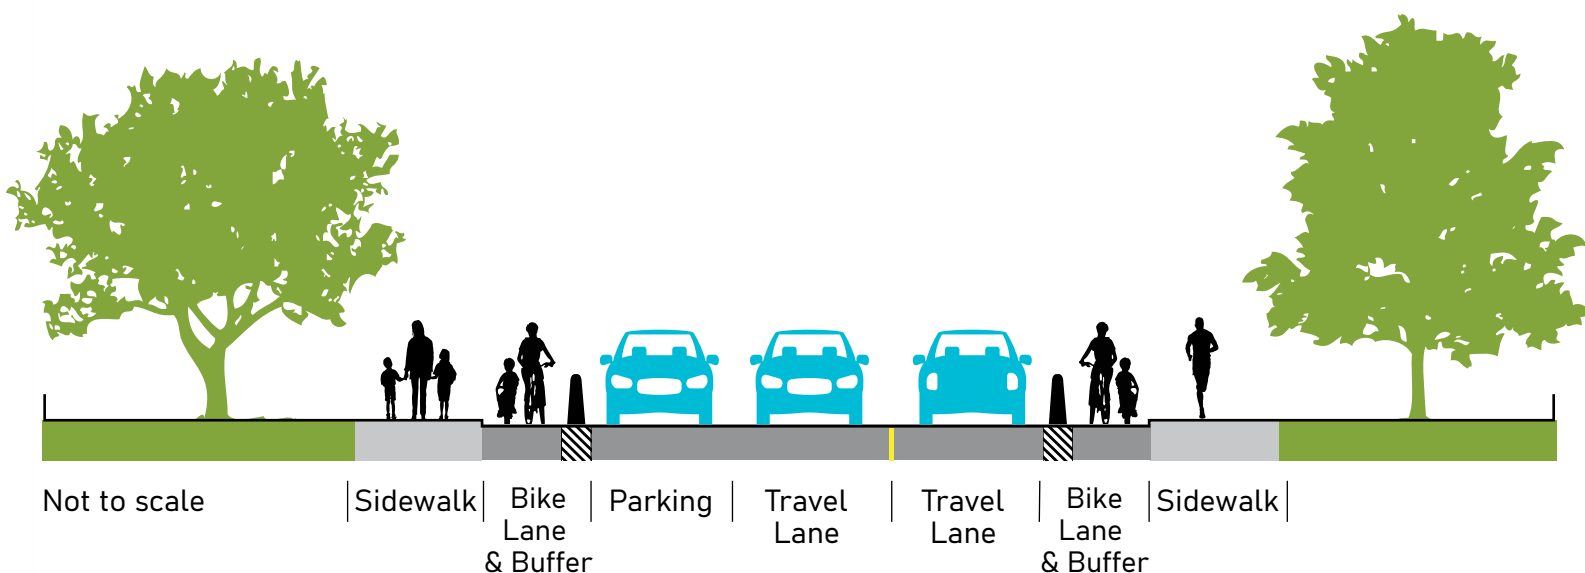 Not to scale
Sidewalk
Bike
Lane
& Buffer
Parking
Travel
Lane
Travel
Lane
Bike
Lane
& Buffer
Sidewalk